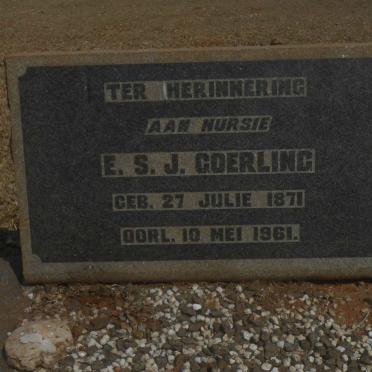 TER HERINNERING
AAN NURSIE
E. S. J. GOERLING
GEB. 27 JULIE 1871
OORL. 10 MEI 1961.